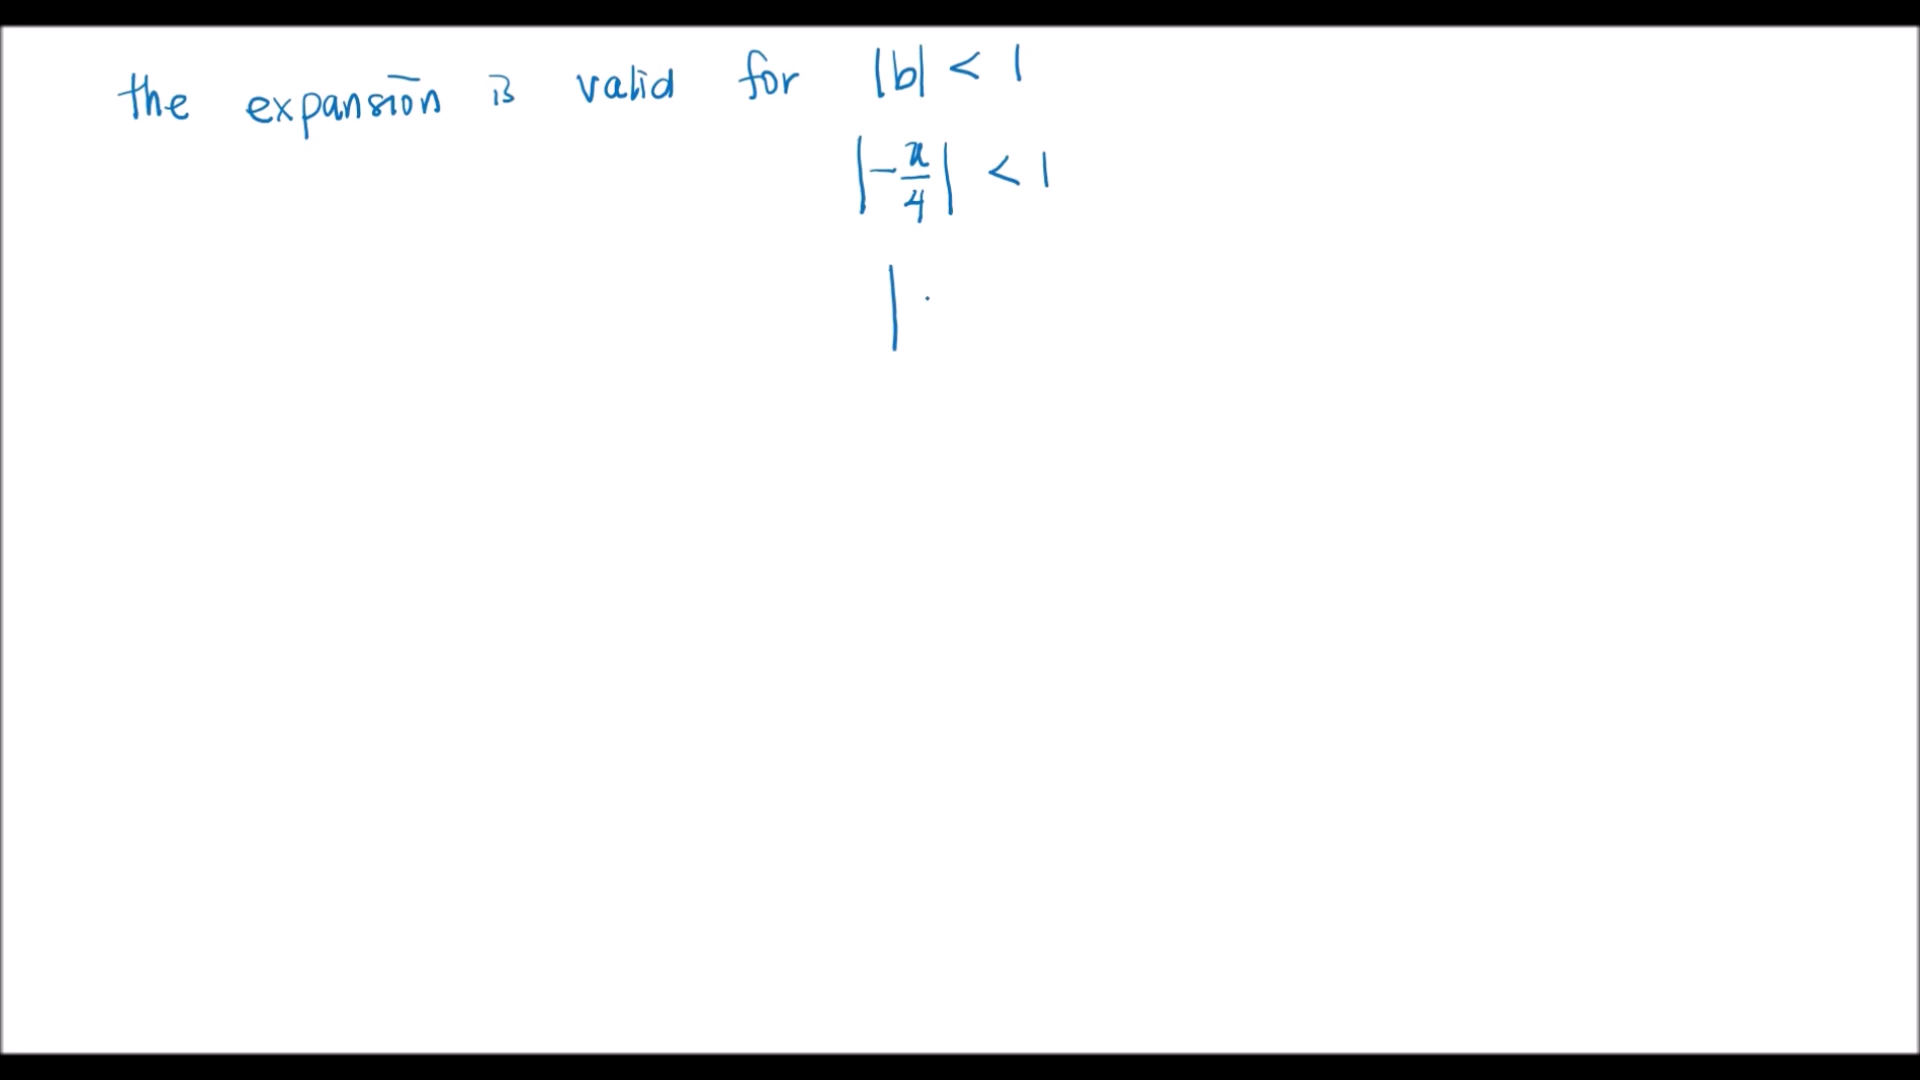 the expansion is valid for |b| < 1
|-x/4| < 1
|